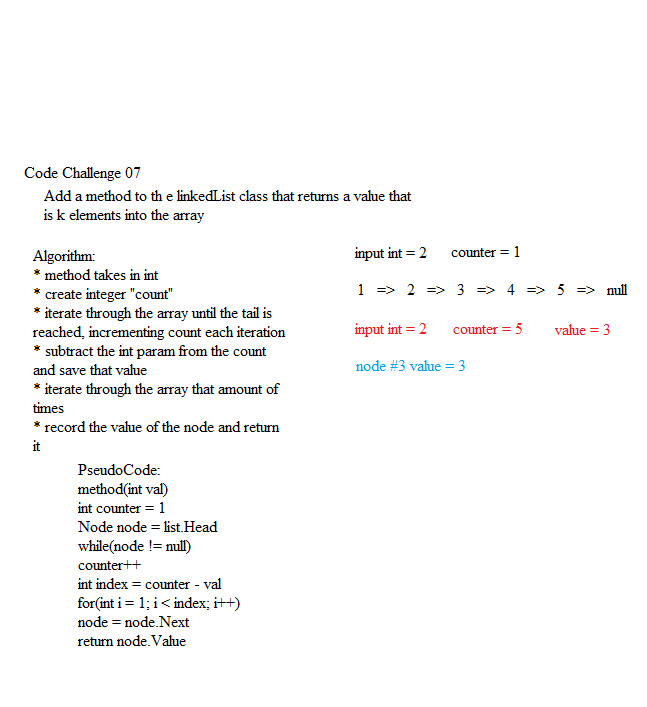 Code Challenge 07
Add a method to th e linkedList class that returns a value that
is k elements into the array
Algorithm:
* method takes in int
* create integer "count"
* iterate through the array until the tail is
reached, incrementing count each iteration
* subtract the int param from the count
and save that value
* iterate through the array that amount of
times
* record the value of the node and return
it
input int = 2 counter = 1
1 => 2 => 3 => 4 => 5 => null
input int = 2 counter = 5 value = 3
node #3 value = 3
PseudoCode:
method(int val)
int counter = 1
Node node = list.Head
while(node != null)
counter++
int index = counter - val
for(int i = 1; i < index; i++)
node = node.Next
return node.Value